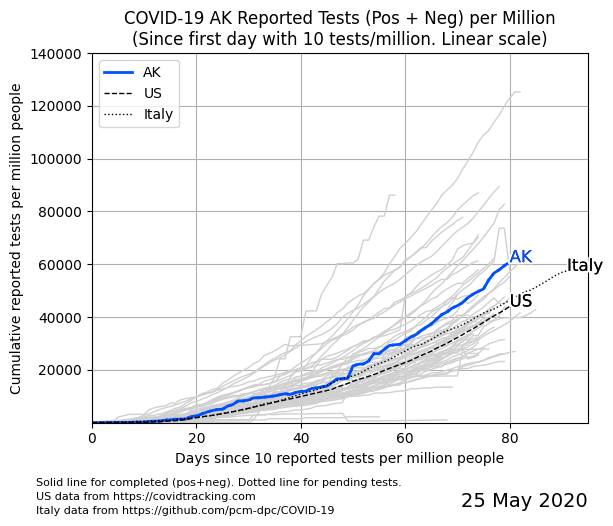 COVID-19 AK Reported Tests (Pos + Neg) per Million
(Since first day with 10 tests/million. Linear scale)
Cumulative reported tests per million people
140000
120000
100000
80000
60000
40000
20000
AK
US
Italy
AK
Italy
US
0
20
40
60
80
Days since 10 reported tests per million people
Solid line for completed (pos+neg). Dotted line for pending tests.
US data from https://covidtracking.com
Italy data from https://github.com/pcm-dpc/COVID-19
25 May 2020